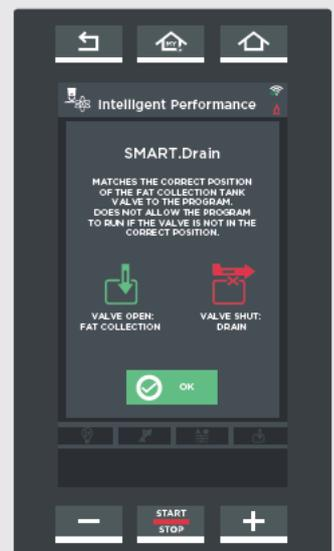 MY
Intelligent Performance
SMART.Drain
MATCHES THE CORRECT POSITION
OF THE FAT COLLECTION TANK
VALVE TO THE PROGRAM.
DOES NOT ALLOW THE PROGRAM
TO RUN IF THE VALVE IS NOT IN THE
CORRECT POSITION.
VALVE OPEN:
FAT COLLECTION
VALVE SHUT:
DRAIN
OK
START
STOP